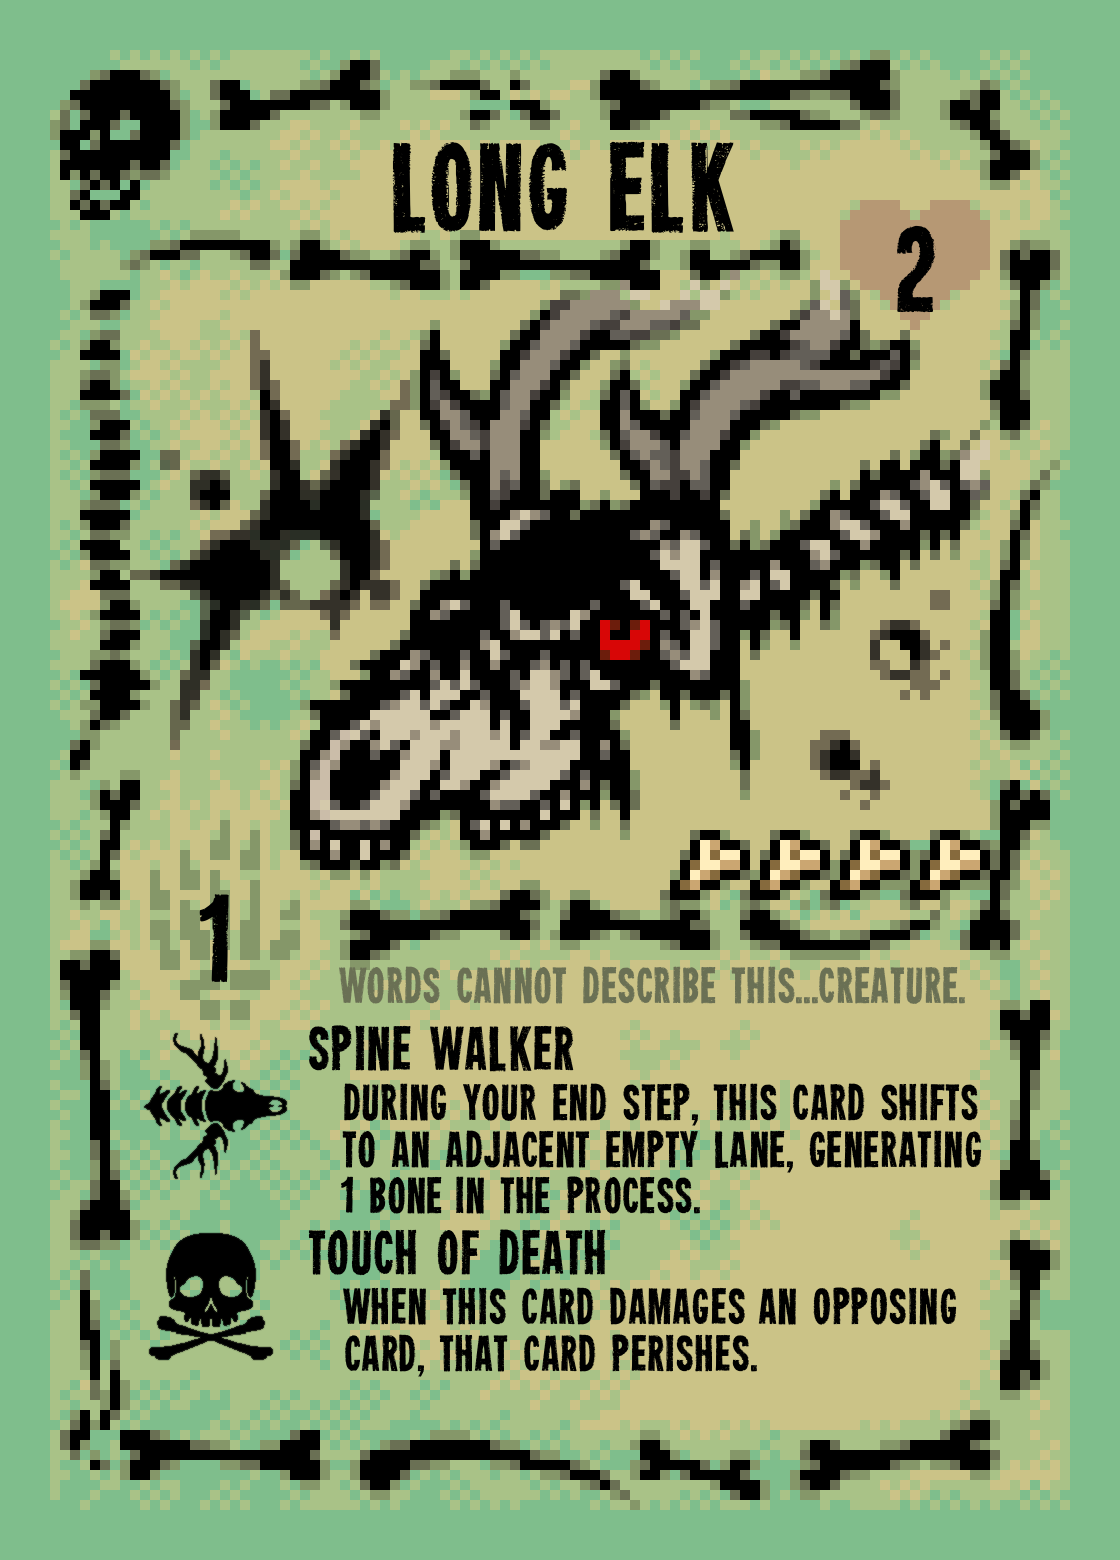 LONG ELK
2
1
WORDS CANNOT DESCRIBE THIS...CREATURE.
SPINE WALKER
DURING YOUR END STEP, THIS CARD SHIFTS
TO AN ADJACENT EMPTY LANE, GENERATING
1 BONE IN THE PROCESS.
TOUCH OF DEATH
WHEN THIS CARD DAMAGES AN OPPOSING
CARD, THAT CARD PERISHES.